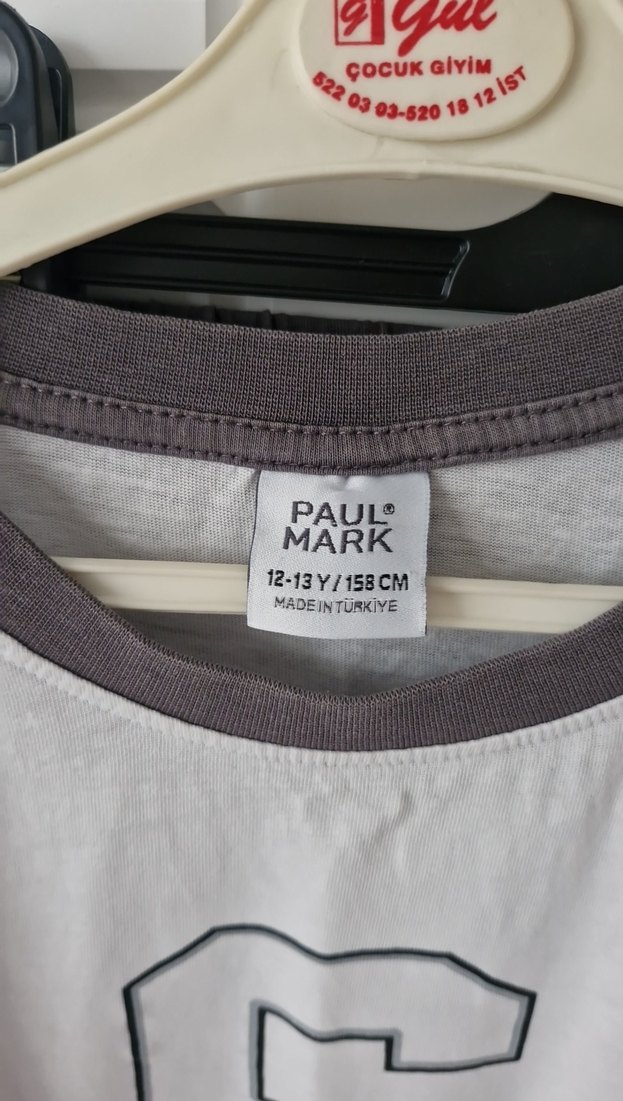 g Gül
ÇOCUK GİYİM
522 03 03-520 18 12 İST
PAUL®
MARK
12-13 Y / 158 CM
MADE IN TÜRKİYE